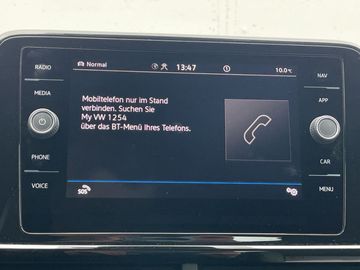 RADIO
MEDIA
PHONE
VOICE
Normal
13:47
10.0°C
Mobiltelefon nur im Stand
verbinden. Suchen Sie
My VW 1254
über das BT-Menü Ihres Telefons.
SOS
NAV
APP
CAR
MENU